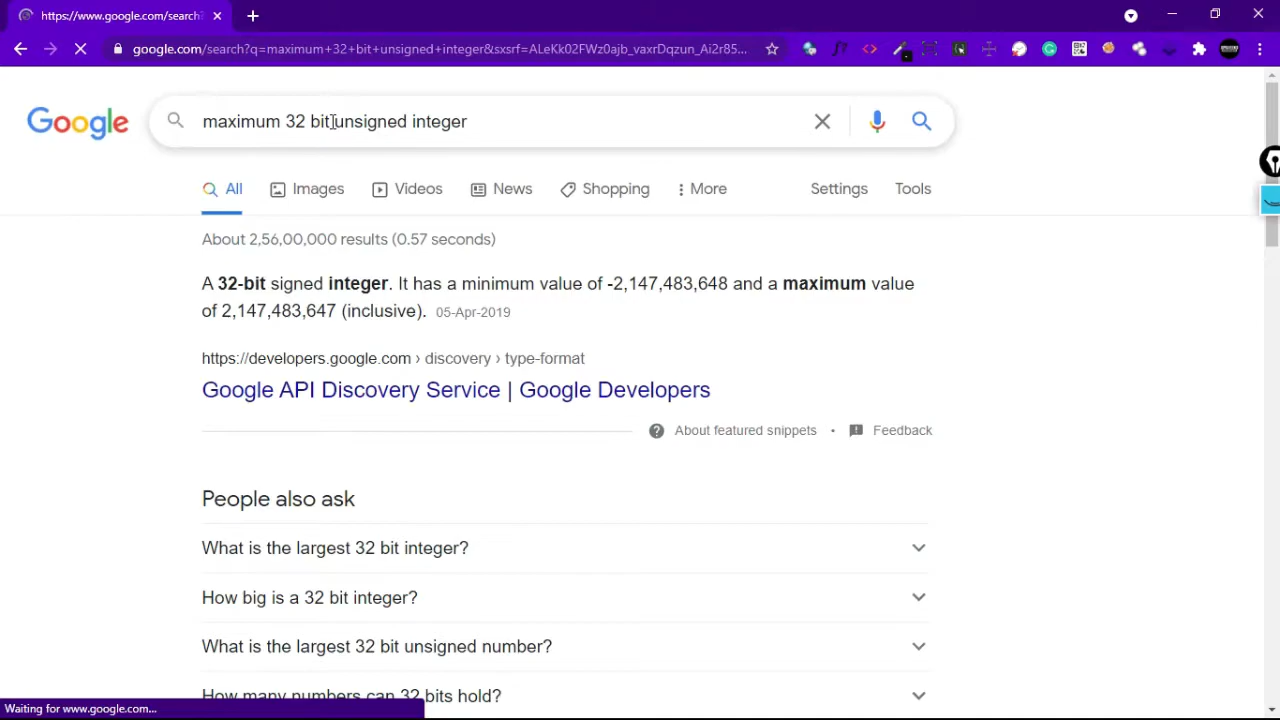 https://www.google.com/search?
google.com/search?q=maximum+32+bit+unsigned+integer&sxsrf=ALeKk02FWz0ajb_vaxrDqzun_Ai2r85...
Google
maximum 32 bit unsigned integer
All Images Videos News Shopping More Settings Tools
About 2,56,00,000 results (0.57 seconds)
A 32-bit signed integer. It has a minimum value of -2,147,483,648 and a maximum value
of 2,147,483,647 (inclusive). 05-Apr-2019
https://developers.google.com › discovery › type-format
Google API Discovery Service | Google Developers
About featured snippets • Feedback
People also ask
What is the largest 32 bit integer?
How big is a 32 bit integer?
What is the largest 32 bit unsigned number?
How many numbers can 32 bits hold?
Waiting for www.google.com...